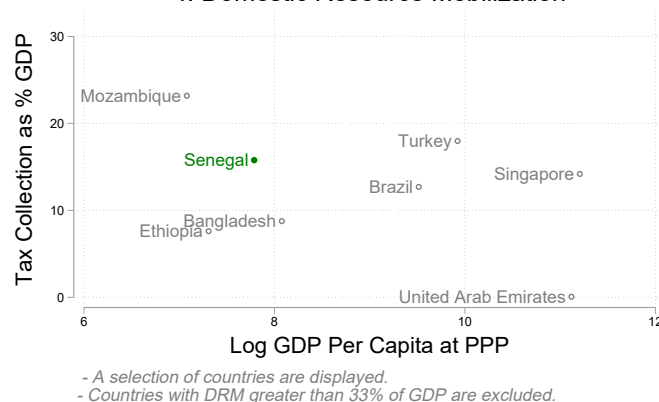 1. Domestic Resource Mobilization
Tax Collection as % GDP
30
20
10
0
Mozambique
Turkey
Senegal
Singapore
Brazil
Bangladesh
Ethiopia
United Arab Emirates
6
8
10
12
Log GDP Per Capita at PPP
- A selection of countries are displayed.
- Countries with DRM greater than 33% of GDP are excluded.